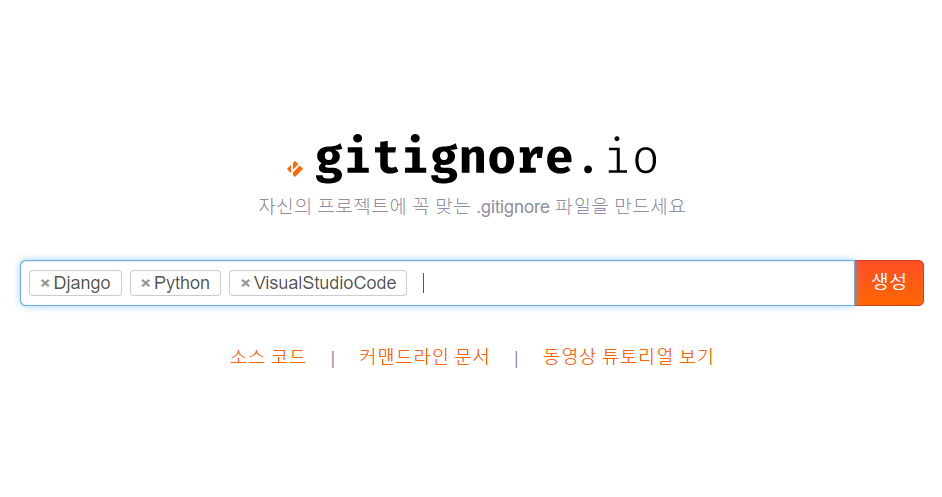 .gitignore.io
자신의 프로젝트에 꼭 맞는 .gitignore 파일을 만드세요
× Django × Python × VisualStudioCode 생성
소스 코드 | 커맨드라인 문서 | 동영상 튜토리얼 보기